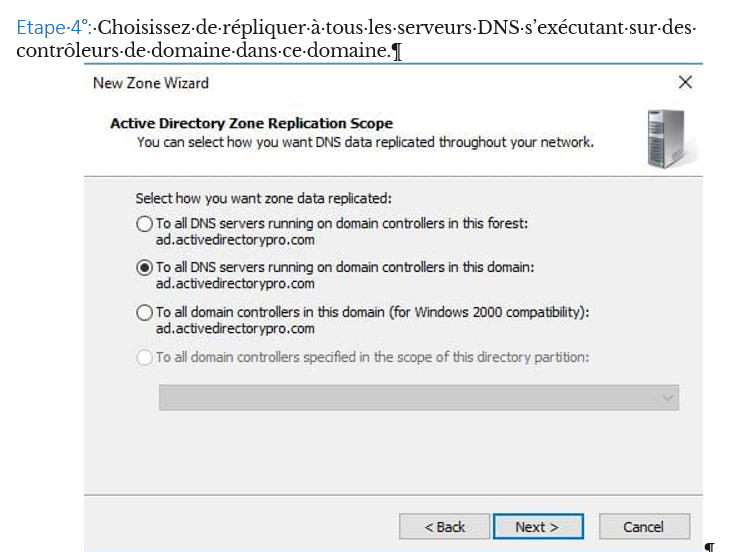 Etape·4°:·Choisissez·de·répliquer·à·tous·les·serveurs·DNS·s’exécutant·sur·des·
contrôleurs·de·domaine·dans·ce·domaine.¶
New Zone Wizard
Active Directory Zone Replication Scope
You can select how you want DNS data replicated throughout your network.
Select how you want zone data replicated:
To all DNS servers running on domain controllers in this forest:
ad.activedirectorypro.com
To all DNS servers running on domain controllers in this domain:
ad.activedirectorypro.com
To all domain controllers in this domain (for Windows 2000 compatibility):
ad.activedirectorypro.com
To all domain controllers specified in the scope of this directory partition:
< Back Next > Cancel
¶